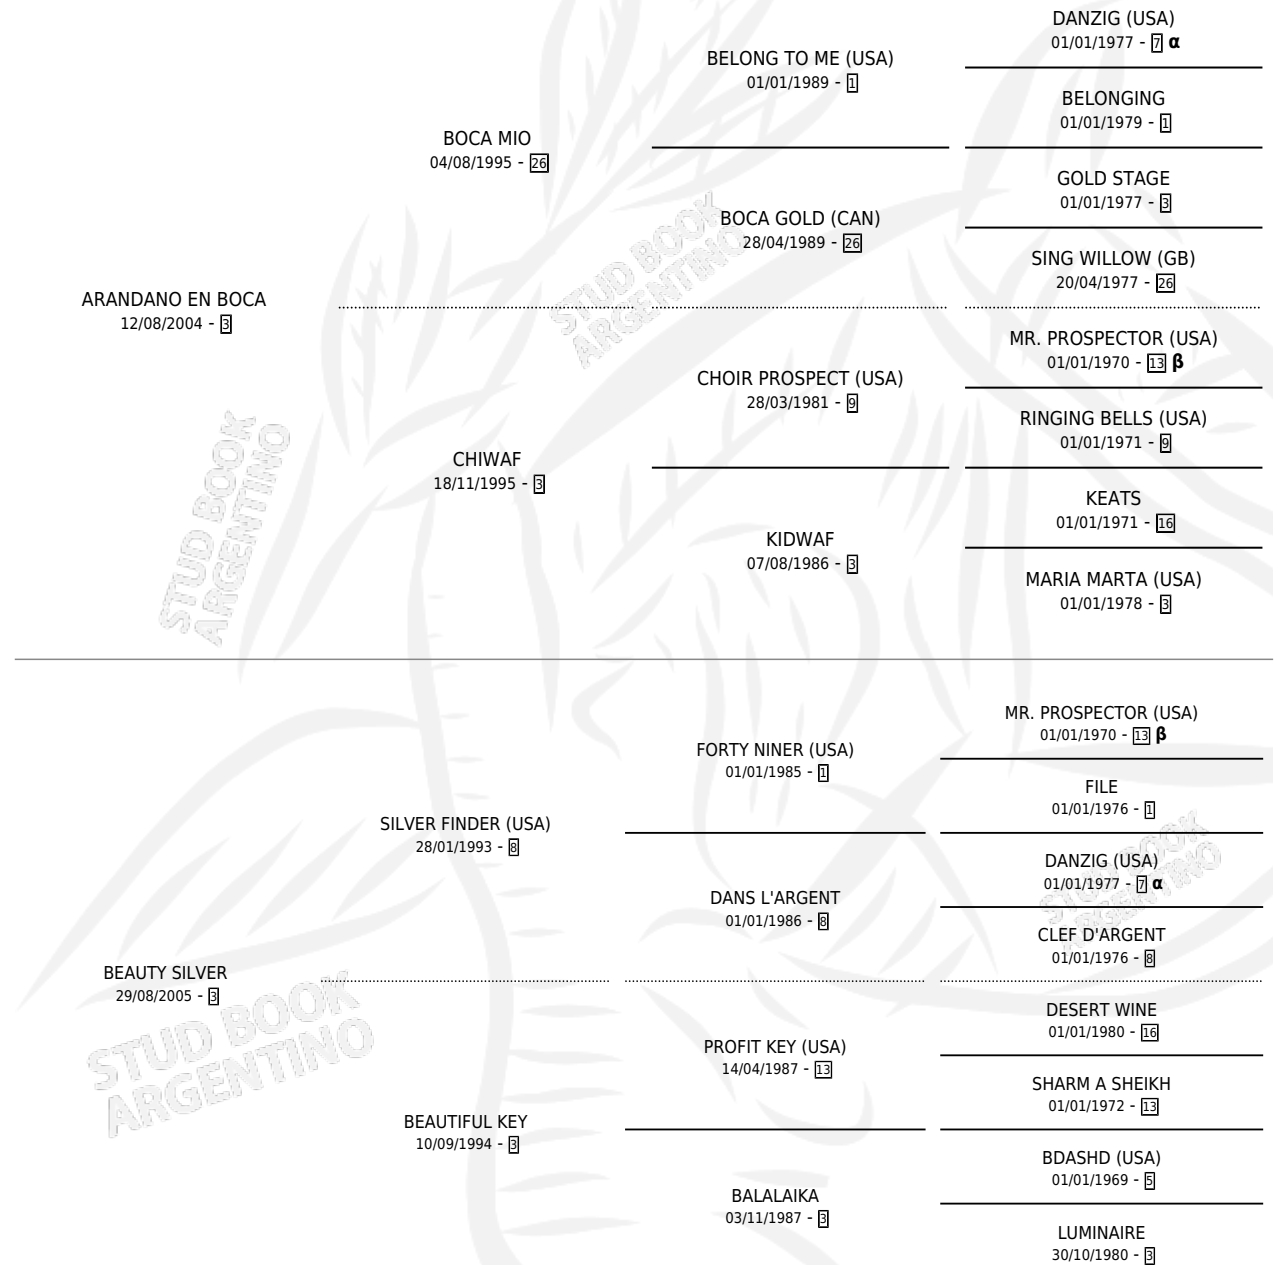 DANZIG (USA)
01/01/1977 - 7 α
BELONG TO ME (USA)
01/01/1989 - 1
BELONGING
01/01/1979 - 1
BOCA MIO
04/08/1995 - 26
GOLD STAGE
01/01/1977 - 3
BOCA GOLD (CAN)
28/04/1989 - 26
SING WILLOW (GB)
20/04/1977 - 26
ARANDANO EN BOCA
12/08/2004 - 3
MR. PROSPECTOR (USA)
01/01/1970 - 13 β
CHOIR PROSPECT (USA)
28/03/1981 - 9
RINGING BELLS (USA)
01/01/1971 - 9
CHIWAF
18/11/1995 - 3
KEATS
01/01/1971 - 16
KIDWAF
07/08/1986 - 3
MARIA MARTA (USA)
01/01/1978 - 3
MR. PROSPECTOR (USA)
01/01/1970 - 13 β
FORTY NINER (USA)
01/01/1985 - 1
FILE
01/01/1976 - 1
SILVER FINDER (USA)
28/01/1993 - 8
DANZIG (USA)
01/01/1977 - 7 α
DANS L'ARGENT
01/01/1986 - 8
CLEF D'ARGENT
01/01/1976 - 8
BEAUTY SILVER
29/08/2005 - 3
DESERT WINE
01/01/1980 - 16
PROFIT KEY (USA)
14/04/1987 - 13
SHARM A SHEIKH
01/01/1972 - 13
BEAUTIFUL KEY
10/09/1994 - 3
BDASHD (USA)
01/01/1969 - 5
BALALAIKA
03/11/1987 - 3
LUMINAIRE
30/10/1980 - 3
STUD BOOK
ARGENTINO
STUD BOOK
ARGENTINO
STUD BOOK
ARGENTINO
STUD BOOK
ARGENTINO